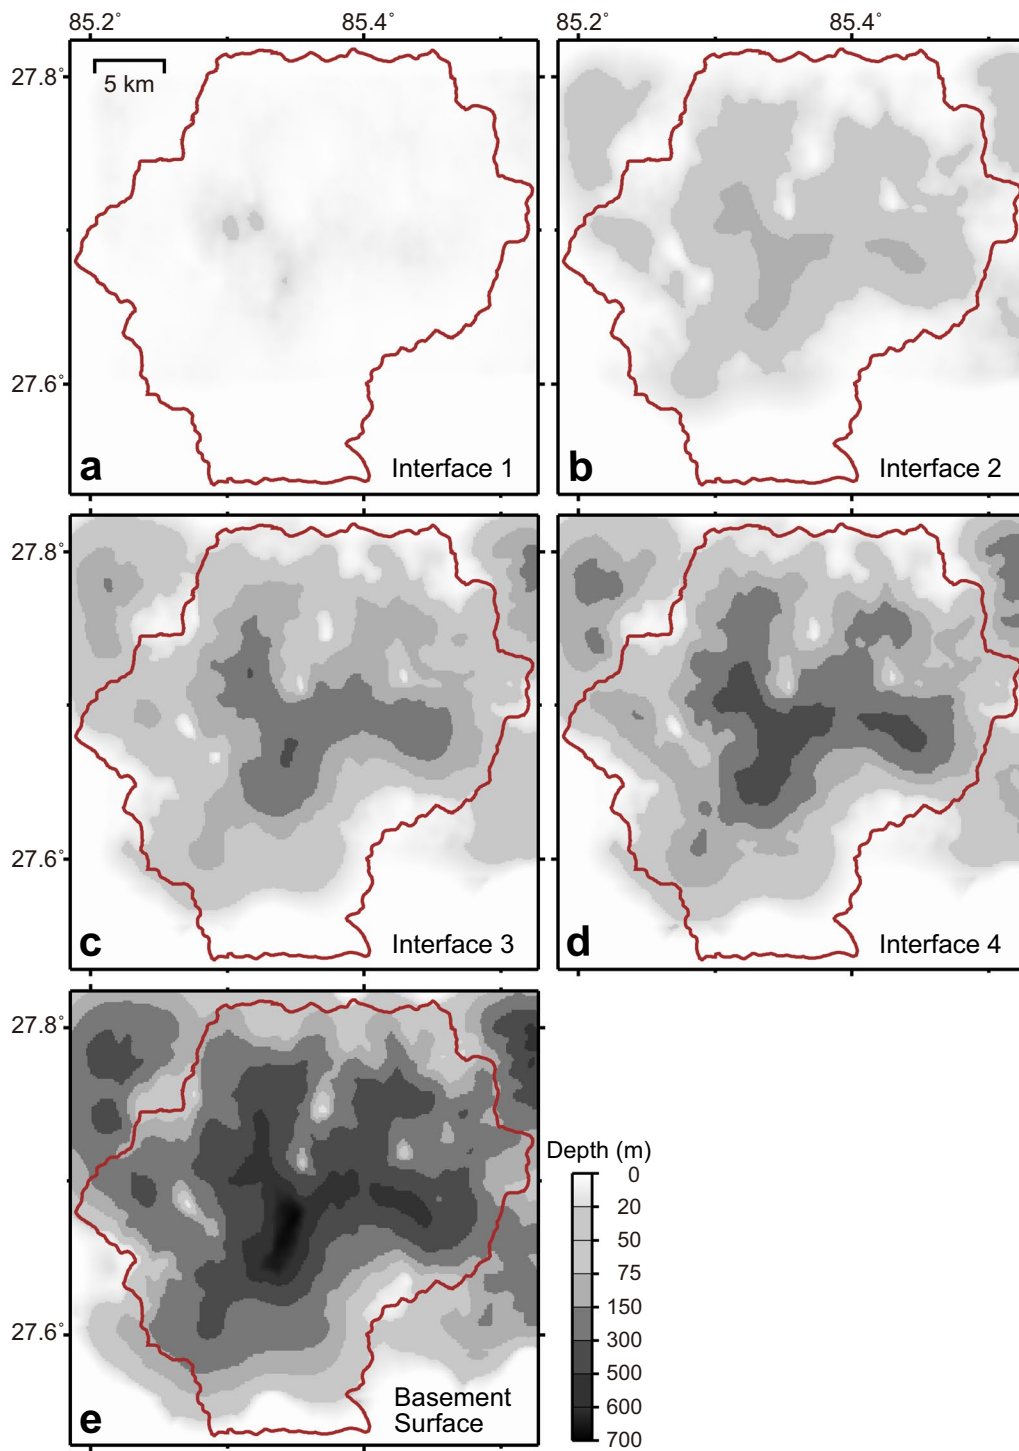 85.2° 85.4°
85.2° 85.4°
27.8°
5 km
27.6°
a Interface 1
b Interface 2
27.8°
27.6°
c Interface 3
d Interface 4
27.8°
27.6°
e Basement
Surface
Depth (m)
0
20
50
75
150
300
500
600
700